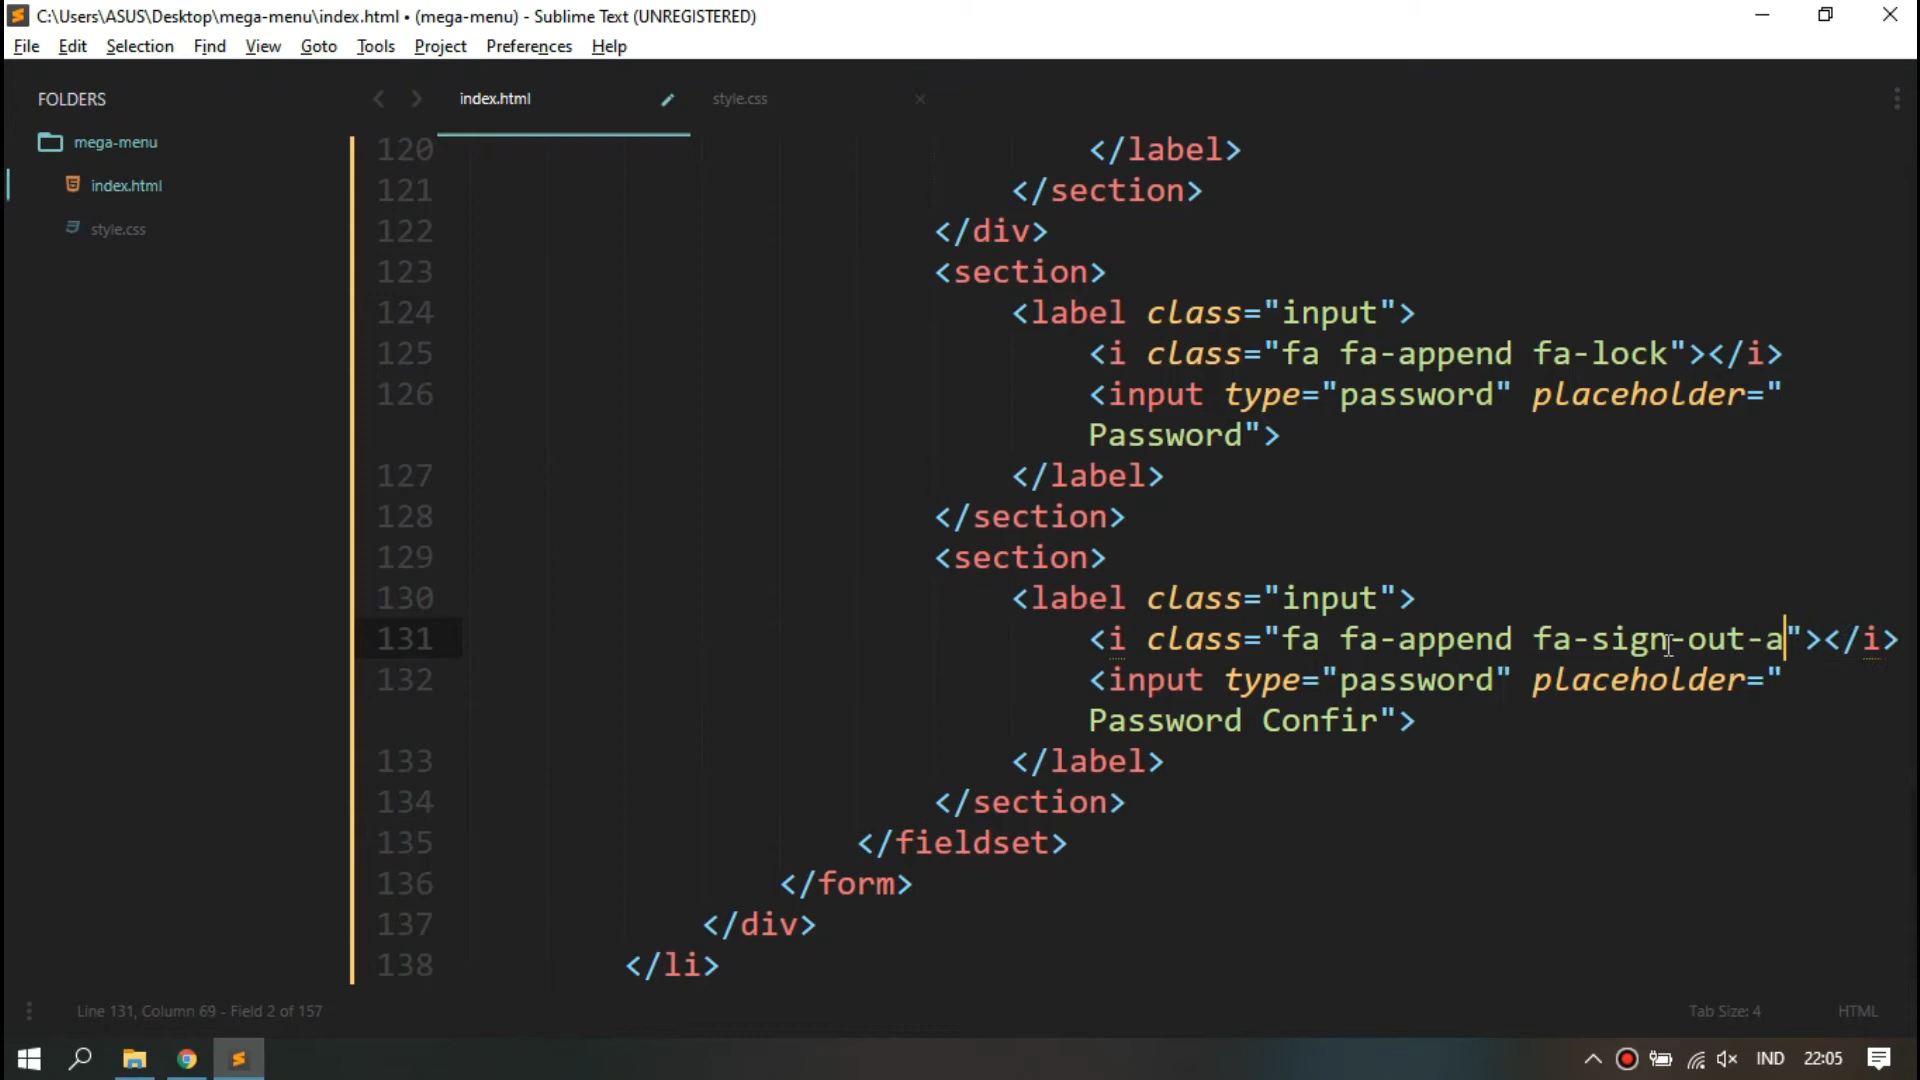 C:\Users\ASUS\Desktop\mega-menu\index.html • (mega-menu) - Sublime Text (UNREGISTERED)
File Edit Selection Find View Goto Tools Project Preferences Help
FOLDERS
mega-menu
index.html
style.css
index.html style.css
120 </label>
121 </section>
122 </div>
123 <section>
124 <label class="input">
125 <i class="fa fa-append fa-lock"></i>
126 <input type="password" placeholder="
Password">
127 </label>
128 </section>
129 <section>
130 <label class="input">
131 <i class="fa fa-append fa-sign-out-a"></i>
132 <input type="password" placeholder="
Password Confir">
133 </label>
134 </section>
135 </fieldset>
136 </form>
137 </div>
138 </li>
Line 131, Column 69 - Field 2 of 157 Tab Size: 4 HTML
IND 22:05